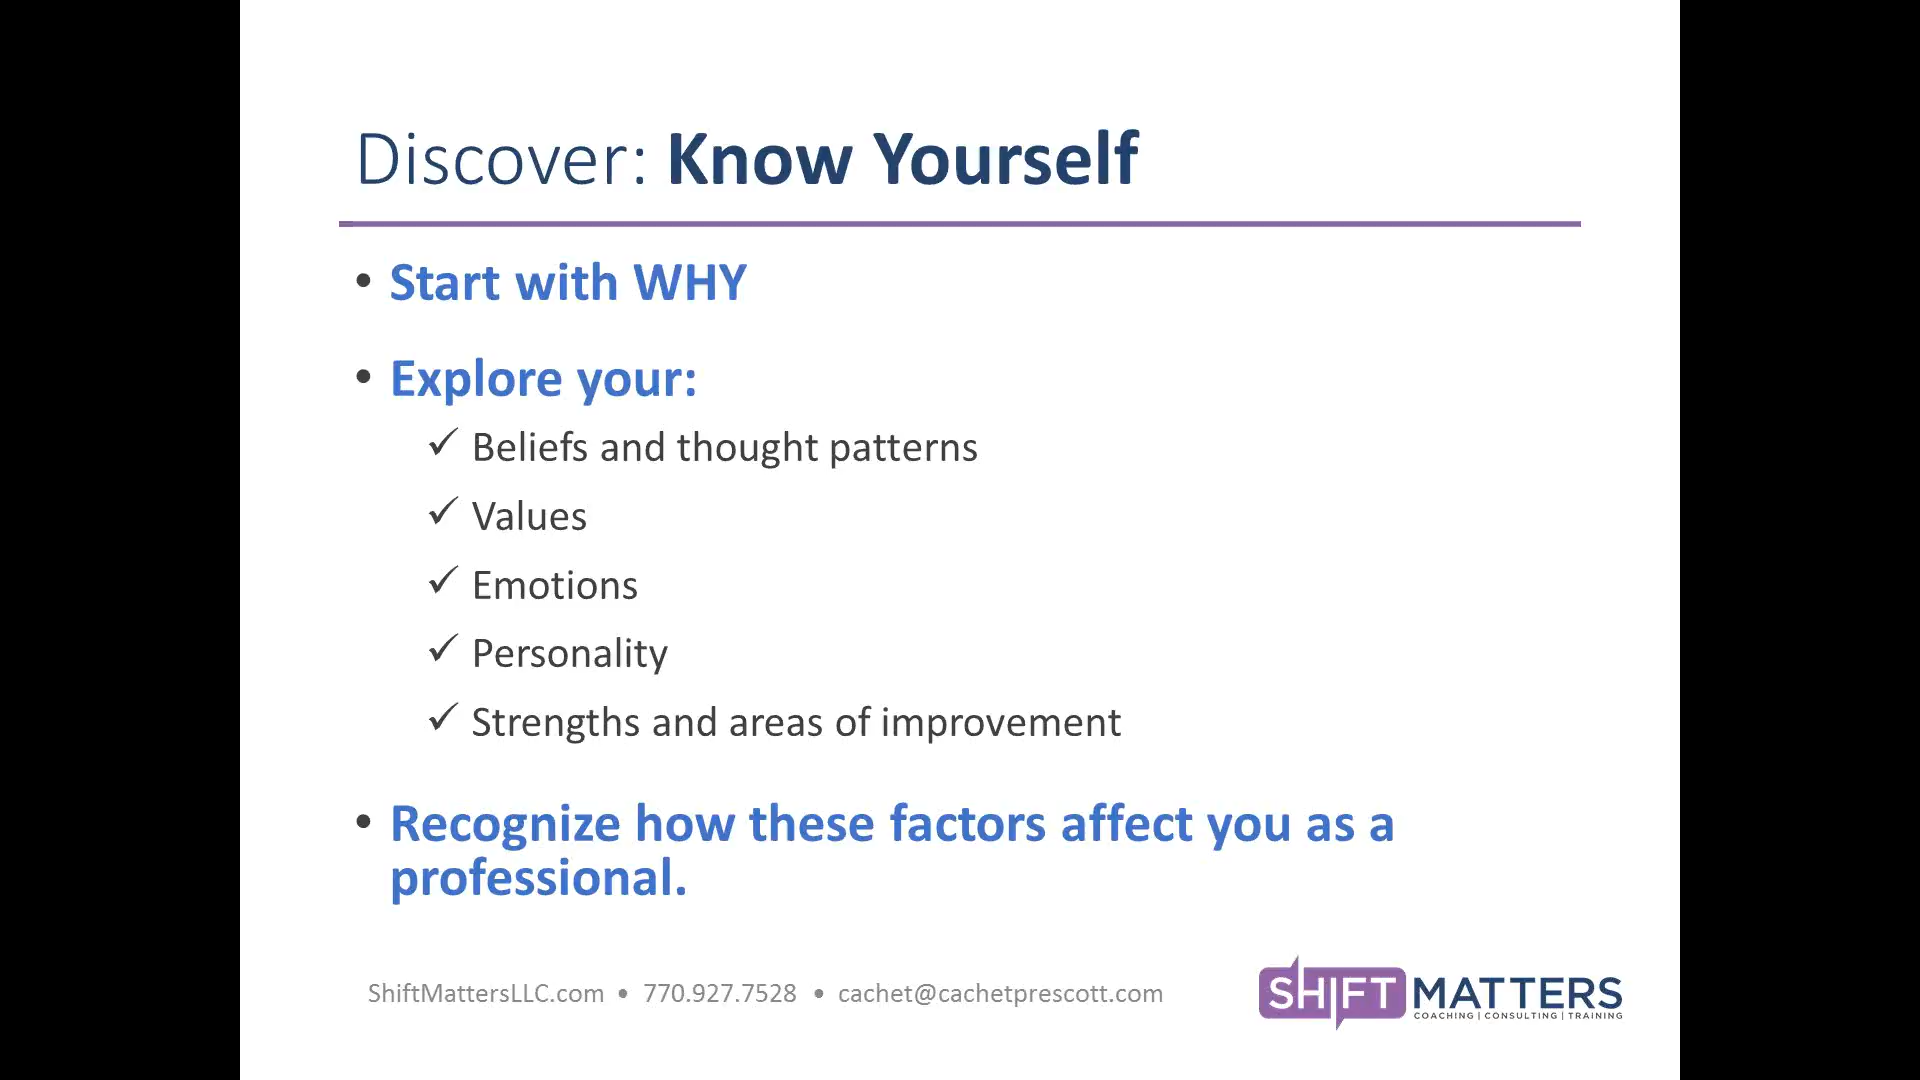 Discover: Know Yourself
• Start with WHY
• Explore your:
✓ Beliefs and thought patterns
✓ Values
✓ Emotions
✓ Personality
✓ Strengths and areas of improvement
• Recognize how these factors affect you as a
professional.
ShiftMattersLLC.com • 770.927.7528 • cachet@cachetprescott.com
SHIFT MATTERS
COACHING | CONSULTING | TRAINING